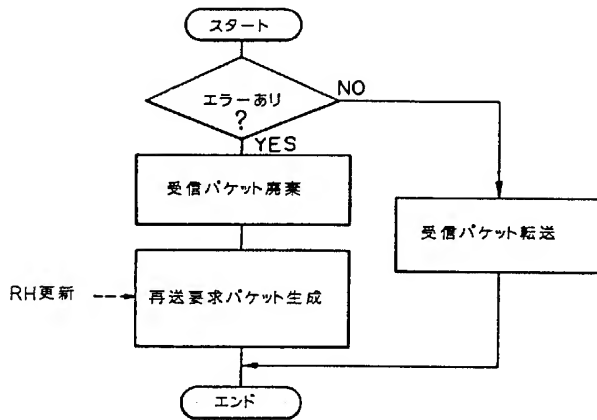 スタート
エラーあり
?
NO
YES
受信パケット廃棄
受信パケット転送
RH更新
再送要求パケット生成
エンド